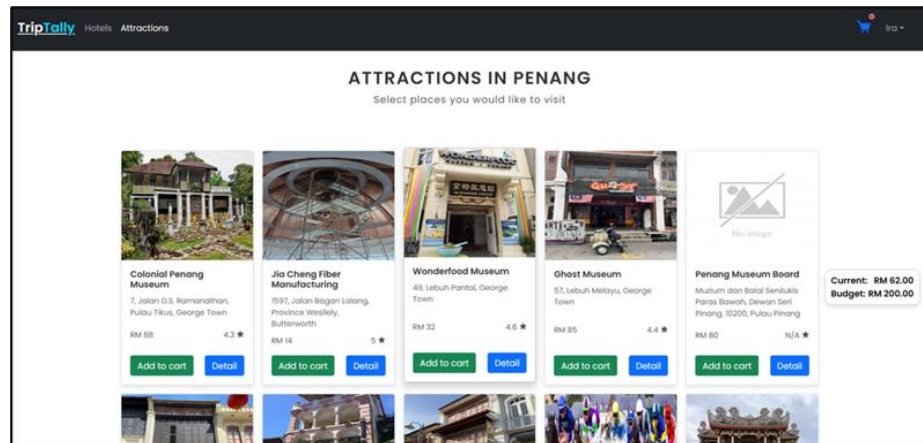 TripTally Hotels Attractions Ira
ATTRACTIONS IN PENANG
Select places you would like to visit
WONDERFOOD
Colonial Penang
Museum
7, Jalan D.S. Ramanathan,
Pulau Tikus, George Town
RM 88 4.3 ★
Add to cart Detail
Jia Cheng Fiber
Manufacturing
1597, Jalan Bagan Lalang,
Province Wesllely,
Butterworth
RM 14 5 ★
Add to cart Detail
Wonderfood Museum
49, Lebuh Pantai, George
Town
RM 32 4.6 ★
Add to cart Detail
Ghost Museum
57, Lebuh Melayu, George
Town
RM 85 4.4 ★
Add to cart Detail
No Image
Penang Museum Board
Muzium dan Balai Senilukis
Paras Bawah, Dewan Seri
Pinang, 10200, Pulau Pinang
RM 80 N/A ★
Add to cart Detail
Current: RM 62.00
Budget: RM 200.00